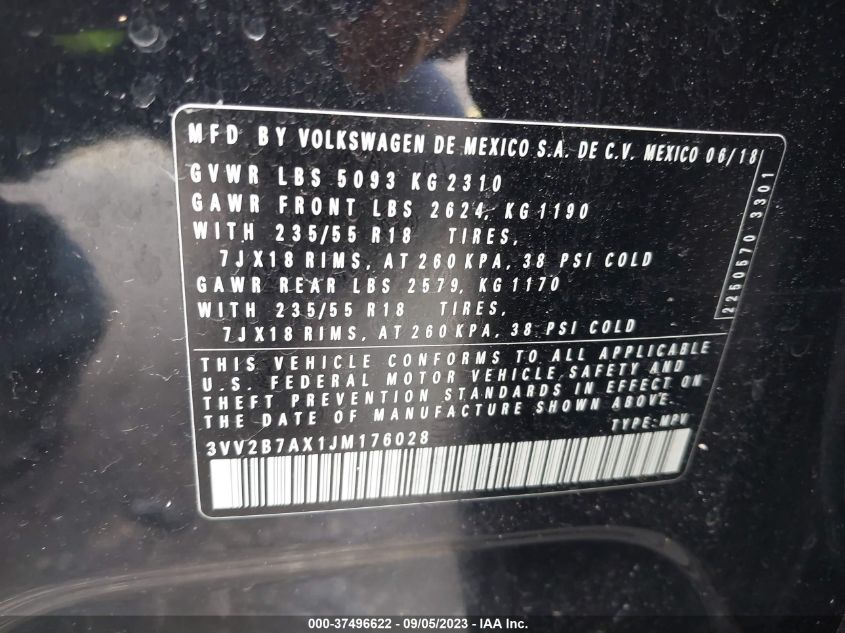 MFD BY VOLKSWAGEN DE MEXICO S.A. DE C.V. MEXICO 06/18
GVWR LBS 5093 KG 2310
GAWR FRONT LBS 2624, KG 1190
WITH 235/55 R18 TIRES,
7JX18 RIMS, AT 260 KPA, 38 PSI COLD
GAWR REAR LBS 2579, KG 1170
WITH 235/55 R18 TIRES,
7JX18 RIMS, AT 260 KPA, 38 PSI COLD
2250570 3301
THIS VEHICLE CONFORMS TO ALL APPLICABLE
U.S. FEDERAL MOTOR VEHICLE SAFETY AND
THEFT PREVENTION STANDARDS IN EFFECT ON
THE DATE OF MANUFACTURE SHOWN ABOVE.
3VV2B7AX1JM176028 TYPE:MPV
000-37496622 - 09/05/2023 - IAA Inc.